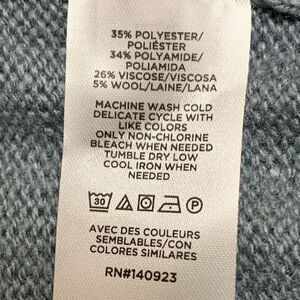 35% POLYESTER/
POLIÉSTER
34% POLYAMIDE/
POLIAMIDA
26% VISCOSE/VISCOSA
5% WOOL/LAINE/LANA
MACHINE WASH COLD
DELICATE CYCLE WITH
LIKE COLORS
ONLY NON-CHLORINE
BLEACH WHEN NEEDED
TUMBLE DRY LOW
COOL IRON WHEN
NEEDED
30 P
AVEC DES COULEURS
SEMBLABLES/CON
COLORES SIMILARES
RN#140923